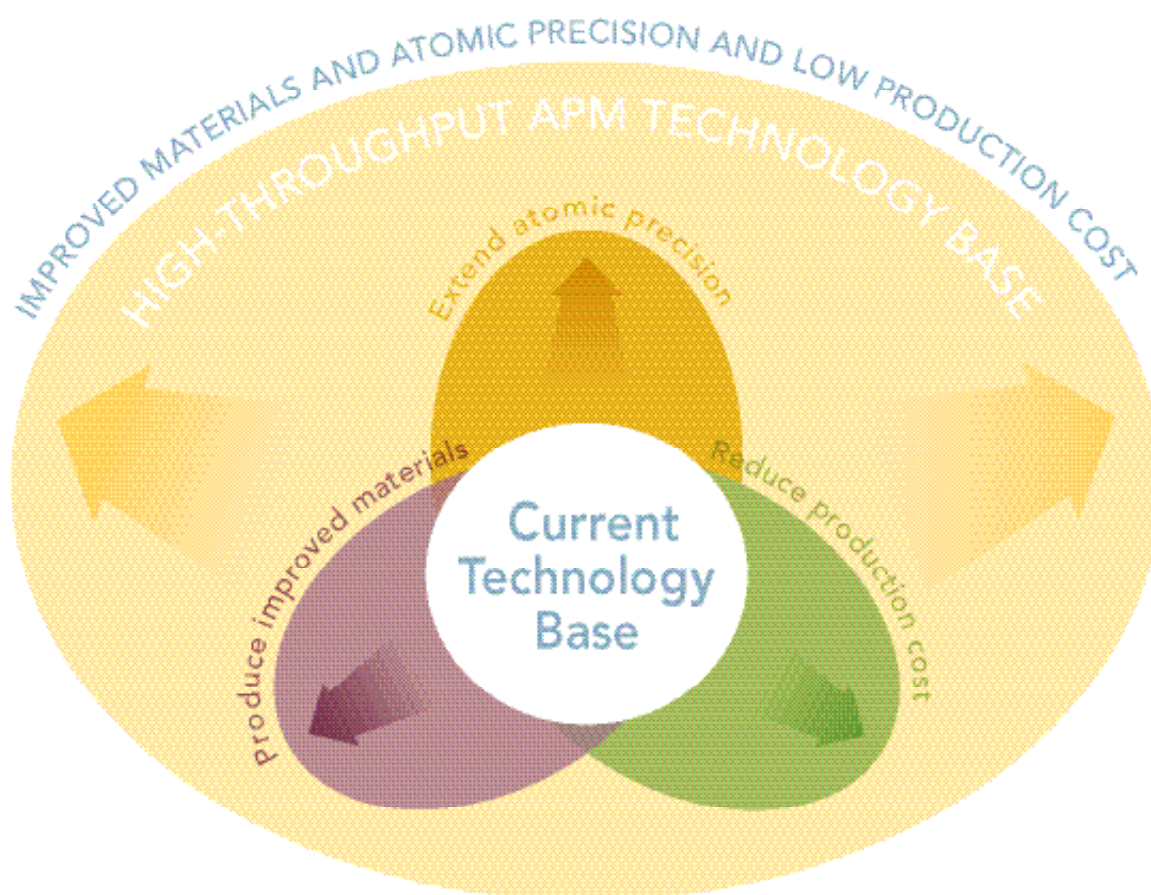 IMPROVED MATERIALS AND ATOMIC PRECISION AND LOW PRODUCTION COST
HIGH-THROUGHPUT APM TECHNOLOGY BASE
Extend atomic precision
Produce improved materials
Reduce production cost
Current
Technology
Base